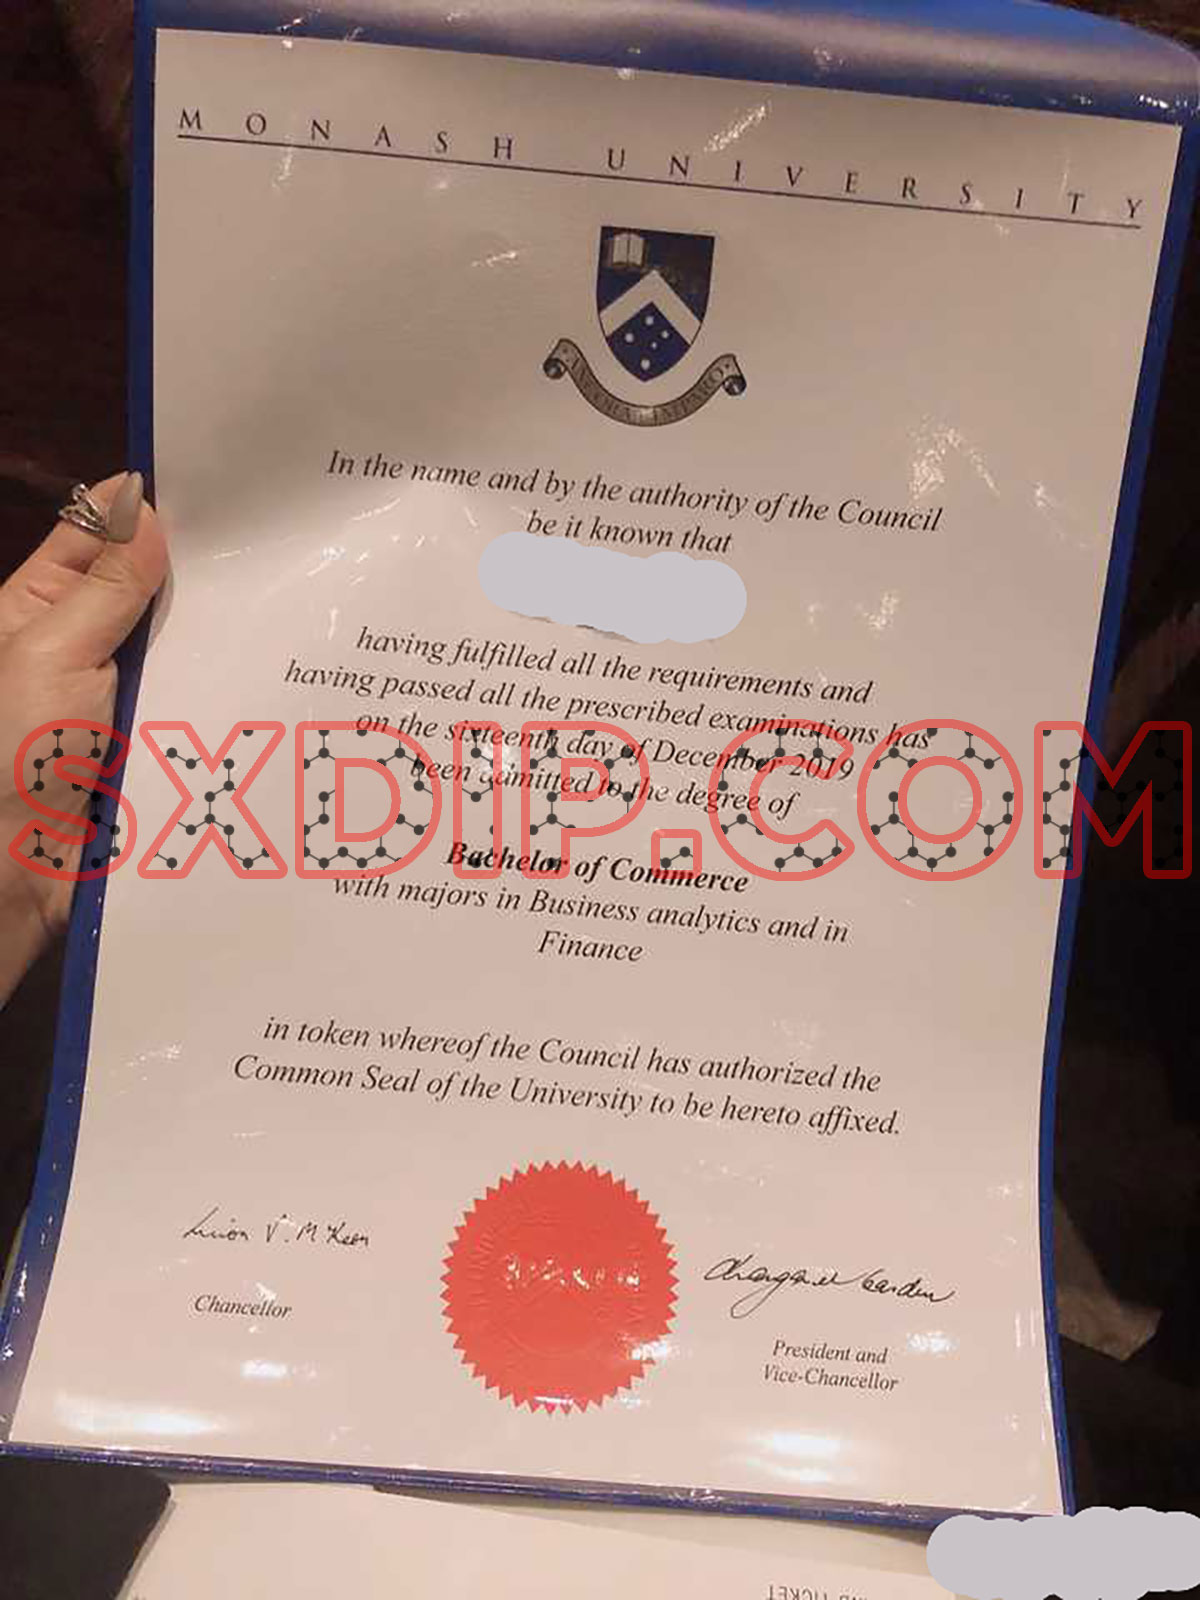 MONASH UNIVERSITY
ANCORA IMPARO
In the name and by the authority of the Council
be it known that
having fulfilled all the requirements and
having passed all the prescribed examinations has
on the sixteenth day of December 2019
been admitted to the degree of
SXDIP.COM
Bachelor of Commerce
with majors in Business analytics and in
Finance
in token whereof the Council has authorized the
Common Seal of the University to be hereto affixed.
Chancellor
President and
Vice-Chancellor
TICKET